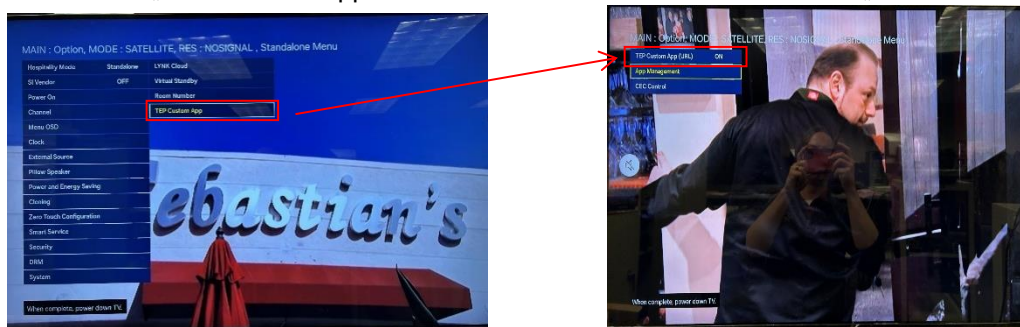 MAIN : Option, MODE : SATELLITE, RES : NOSIGNAL , Standalone Menu
Hospitality Mode Standalone
SI Vendor OFF
Power On
Channel
Menu OSD
Clock
External Source
Pillow Speaker
Power and Energy Saving
Cloning
Zero Touch Configuration
Smart Service
Security
DRM
System
LYNK Cloud
Virtual Standby
Room Number
TEP Custom App
ebastian's
When complete, power down TV.
MAIN : Option, MODE : SATELLITE, RES : NOSIGNAL Menu
TEP Custom App (URL) ON
App Management
CEC Control
When complete, power down TV.